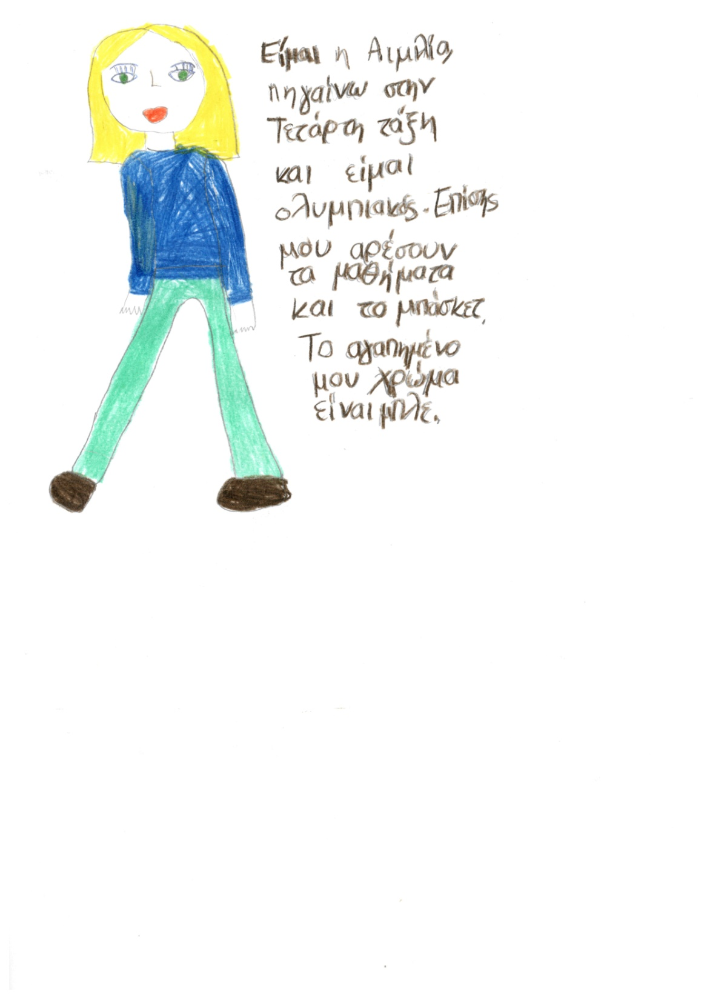 Είμαι η Αιμιλία,
πηγαίνω στην
Τετάρτη τάξη
και είμαι
ολυμπιακός. Επίσης
μου αρέσουν
τα μαθήματα
και το μπάσκετ.
Το αγαπημένο
μου χρώμα
είναι μπλε.